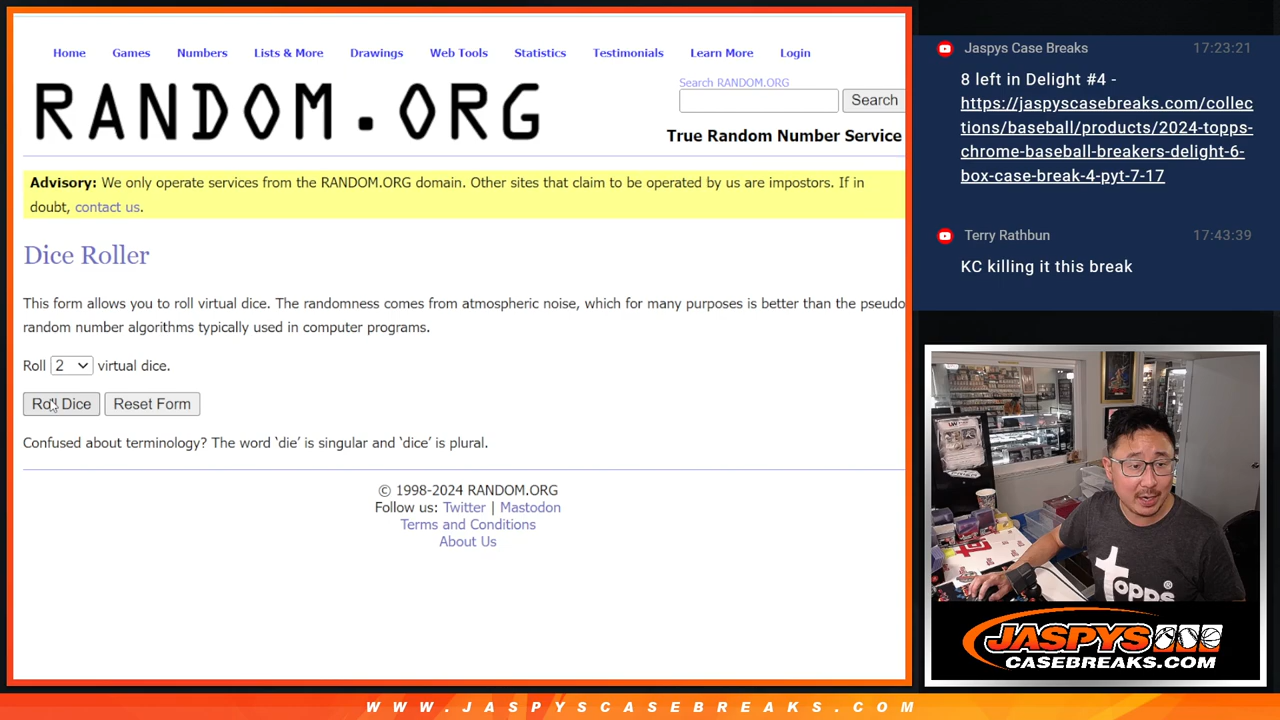 Home Games Numbers Lists & More Drawings Web Tools Statistics Testimonials Learn More Login
RANDOM.ORG
Search RANDOM.ORG
Search
True Random Number Service
Advisory: We only operate services from the RANDOM.ORG domain. Other sites that claim to be operated by us are impostors. If in
doubt, contact us.
Dice Roller
This form allows you to roll virtual dice. The randomness comes from atmospheric noise, which for many purposes is better than the pseudo
random number algorithms typically used in computer programs.
Roll 2 virtual dice.
Roll Dice Reset Form
Confused about terminology? The word ‘die’ is singular and ‘dice’ is plural.
© 1998-2024 RANDOM.ORG
Follow us: Twitter | Mastodon
Terms and Conditions
About Us
Jaspys Case Breaks 17:23:21
8 left in Delight #4 -
https://jaspyscasebreaks.com/collec
tions/baseball/products/2024-topps-
chrome-baseball-breakers-delight-6-
box-case-break-4-pyt-7-17
Terry Rathbun 17:43:39
KC killing it this break
topps
JASPYS
CASEBREAKS.COM
WWW.JASPYSCASEBREAKS.COM